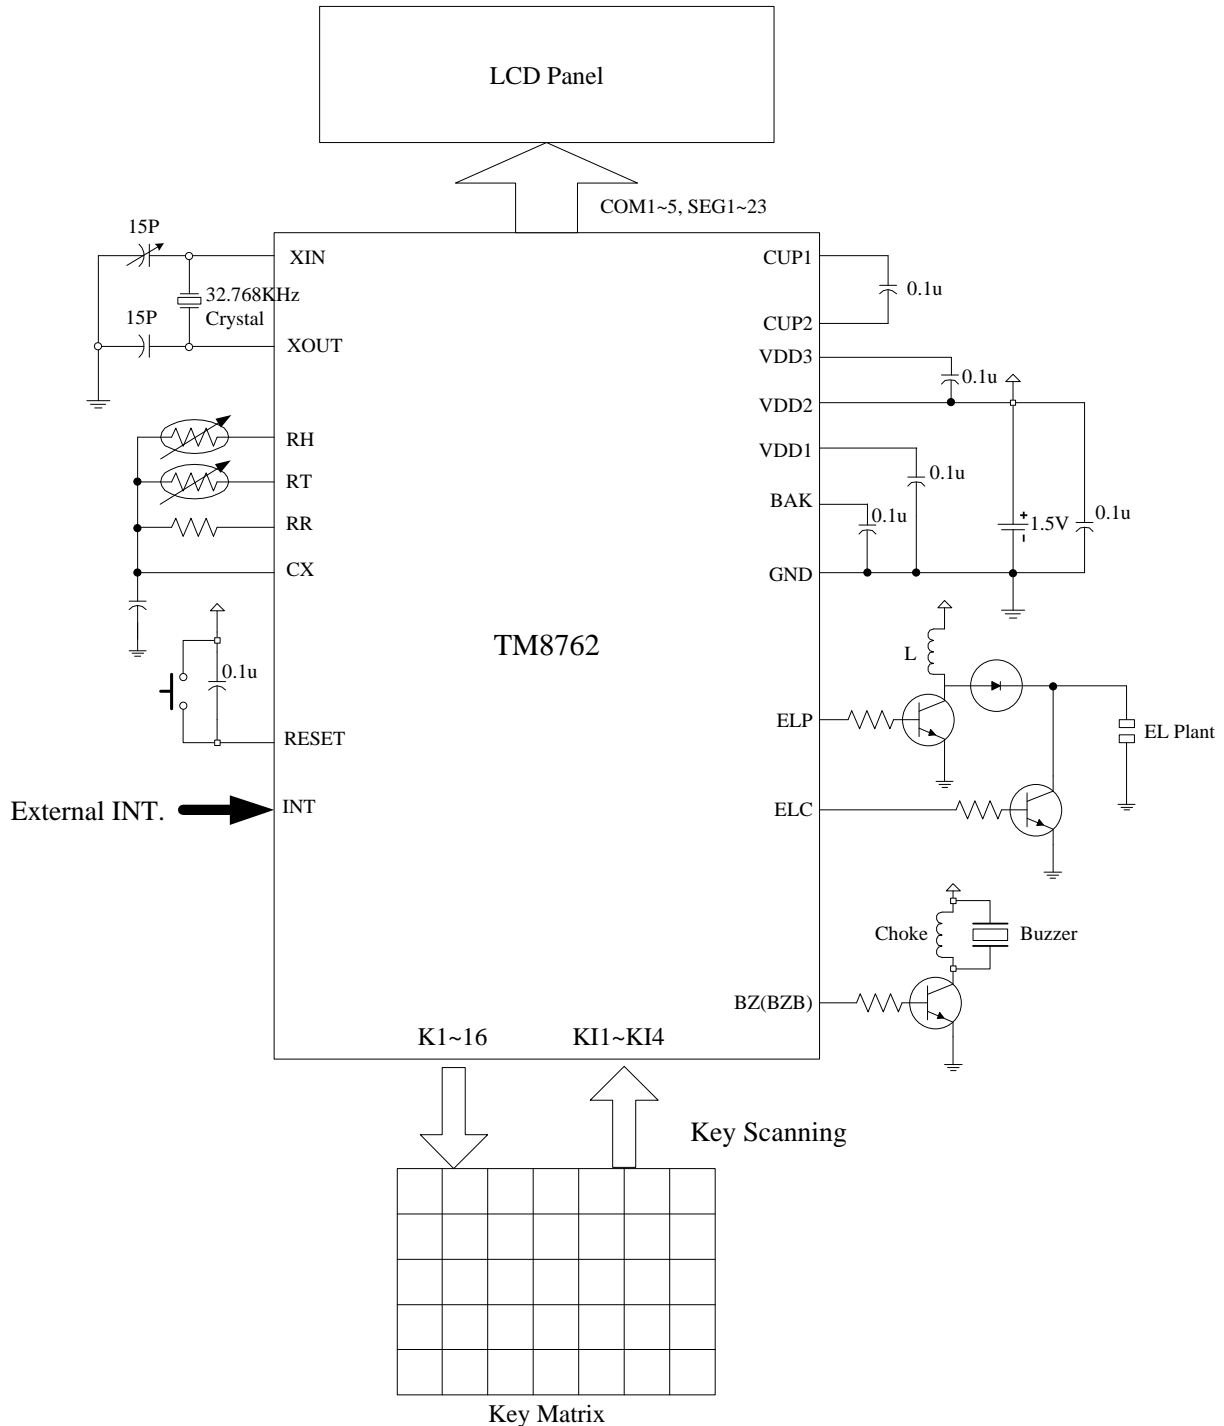 LCD Panel
COM1~5, SEG1~23
15P
XIN
CUP1
32.768KHz
Crystal
0.1u
15P
CUP2
XOUT
VDD3
0.1u
VDD2
RH
VDD1
RT
0.1u
BAK
RR
0.1u
+
1.5V
-
0.1u
CX
GND
TM8762
L
0.1u
ELP
EL Plant
RESET
External INT.
INT
ELC
Choke
Buzzer
BZ(BZB)
K1~16
KI1~KI4
Key Scanning
Key Matrix